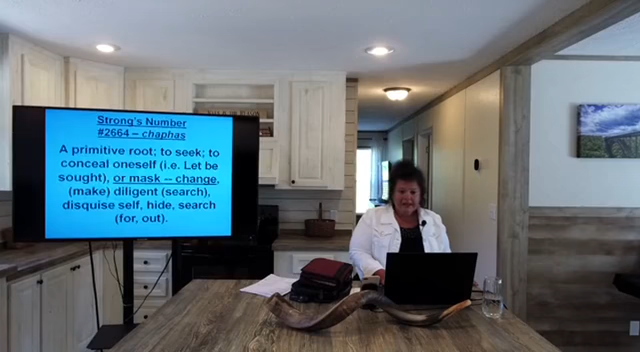 Strong's Number
#2664 – chaphas
A primitive root; to seek; to
conceal oneself (i.e. Let be
sought), or mask -- change,
(make) diligent (search),
disquise self, hide, search
(for, out).